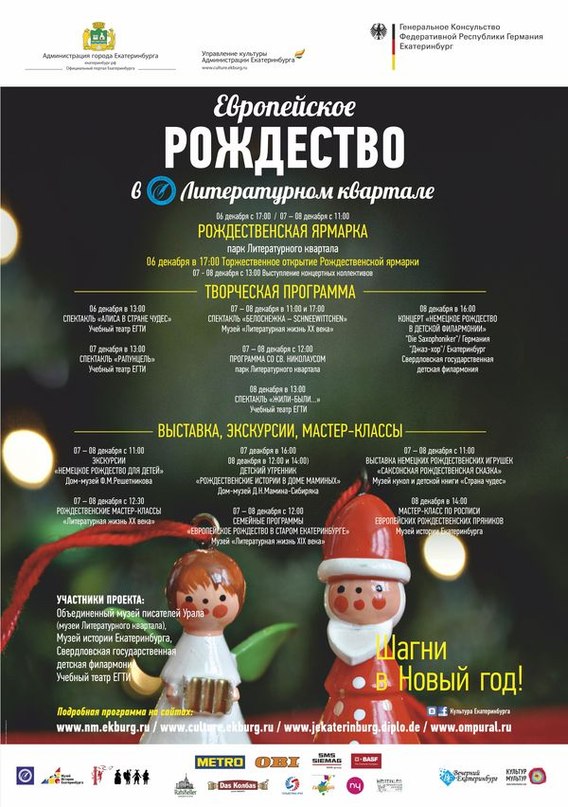 Администрация города Екатеринбурга
екатеринбург.рф
Официальный портал Екатеринбурга
Управление культуры
Администрации Екатеринбурга
www.culture.ekburg.ru
Генеральное Консульство
Федеративной Республики Германия
Екатеринбург
Европейское
РОЖДЕСТВО
в Литературном квартале
06 декабря с 17:00 / 07 – 08 декабря с 11:00
РОЖДЕСТВЕНСКАЯ ЯРМАРКА
парк Литературного квартала
06 декабря в 17:00 Торжественное открытие Рождественской ярмарки
07 - 08 декабря с 13:00 Выступление концертных коллективов
ТВОРЧЕСКАЯ ПРОГРАММА
06 декабря в 13:00
СПЕКТАКЛЬ «АЛИСА В СТРАНЕ ЧУДЕС»
Учебный театр ЕГТИ
07 декабря в 13:00
СПЕКТАКЛЬ «РАПУНЦЕЛЬ»
Учебный театр ЕГТИ
07 – 08 декабря в 11:00 и 17:00
СПЕКТАКЛЬ «БЕЛОСНЕЖКА – SCHNEEWITTCHEN»
Музей «Литературная жизнь XX века»
07 – 08 декабря с 12:00
ПРОГРАММА СО СВ. НИКОЛАУСОМ
парк Литературного квартала
08 декабря в 13:00
СПЕКТАКЛЬ «ЖИЛИ-БЫЛИ...»
Учебный театр ЕГТИ
08 декабря в 16:00
КОНЦЕРТ «НЕМЕЦКОЕ РОЖДЕСТВО
В ДЕТСКОЙ ФИЛАРМОНИИ»
"Die Saxophoniker"/ Германия
"Джаз-хор"/ Екатеринбург
Свердловская государственная
детская филармония
ВЫСТАВКА, ЭКСКУРСИИ, МАСТЕР-КЛАССЫ
07 – 08 декабря с 11:00
ЭКСКУРСИИ
«НЕМЕЦКОЕ РОЖДЕСТВО ДЛЯ ДЕТЕЙ»
Дом-музей Ф.М.Решетникова
07 – 08 декабря с 12:30
РОЖДЕСТВЕНСКИЕ МАСТЕР-КЛАССЫ
«Литературная жизнь XX века»
07 декабря в 16:00
08 декабря в 12:00 и 14:00)
ДЕТСКИЙ УТРЕННИК
«РОЖДЕСТВЕНСКИЕ ИСТОРИИ В ДОМЕ МАМИНЫХ»
Дом-музей Д.Н.Мамина-Сибиряка
07 – 08 декабря с 12:00
СЕМЕЙНЫЕ ПРОГРАММЫ
«ЕВРОПЕЙСКОЕ РОЖДЕСТВО В СТАРОМ ЕКАТЕРИНБУРГЕ»
Музей «Литературная жизнь XIX века»
07 – 08 декабря с 11:00
ВЫСТАВКА НЕМЕЦКИХ РОЖДЕСТВЕНСКИХ ИГРУШЕК
«САКСОНСКАЯ РОЖДЕСТВЕНСКАЯ СКАЗКА»
Музей кукол и детской книги «Страна чудес»
08 декабря в 14:00
МАСТЕР-КЛАСС ПО РОСПИСИ
ЕВРОПЕЙСКИХ РОЖДЕСТВЕНСКИХ ПРЯНИКОВ
Музей истории Екатеринбурга
УЧАСТНИКИ ПРОЕКТА:
Объединенный музей писателей Урала
(музеи Литературного квартала),
Музей истории Екатеринбурга,
Свердловская государственная
детская филармония
Учебный театр ЕГТИ
Шагни
в Новый год!
Культура Екатеринбурга
Подробная программа на сайтах:
www.nm.ekburg.ru / www.culture.ekburg.ru / www.jekaterinburg.diplo.de / www.ompural.ru
METRO
OBI
SMS
SIEMAG
BASF
Das Колбаs
ny
Вечерний
Екатеринбург
КУЛЬТУР
МУЛЬТУР